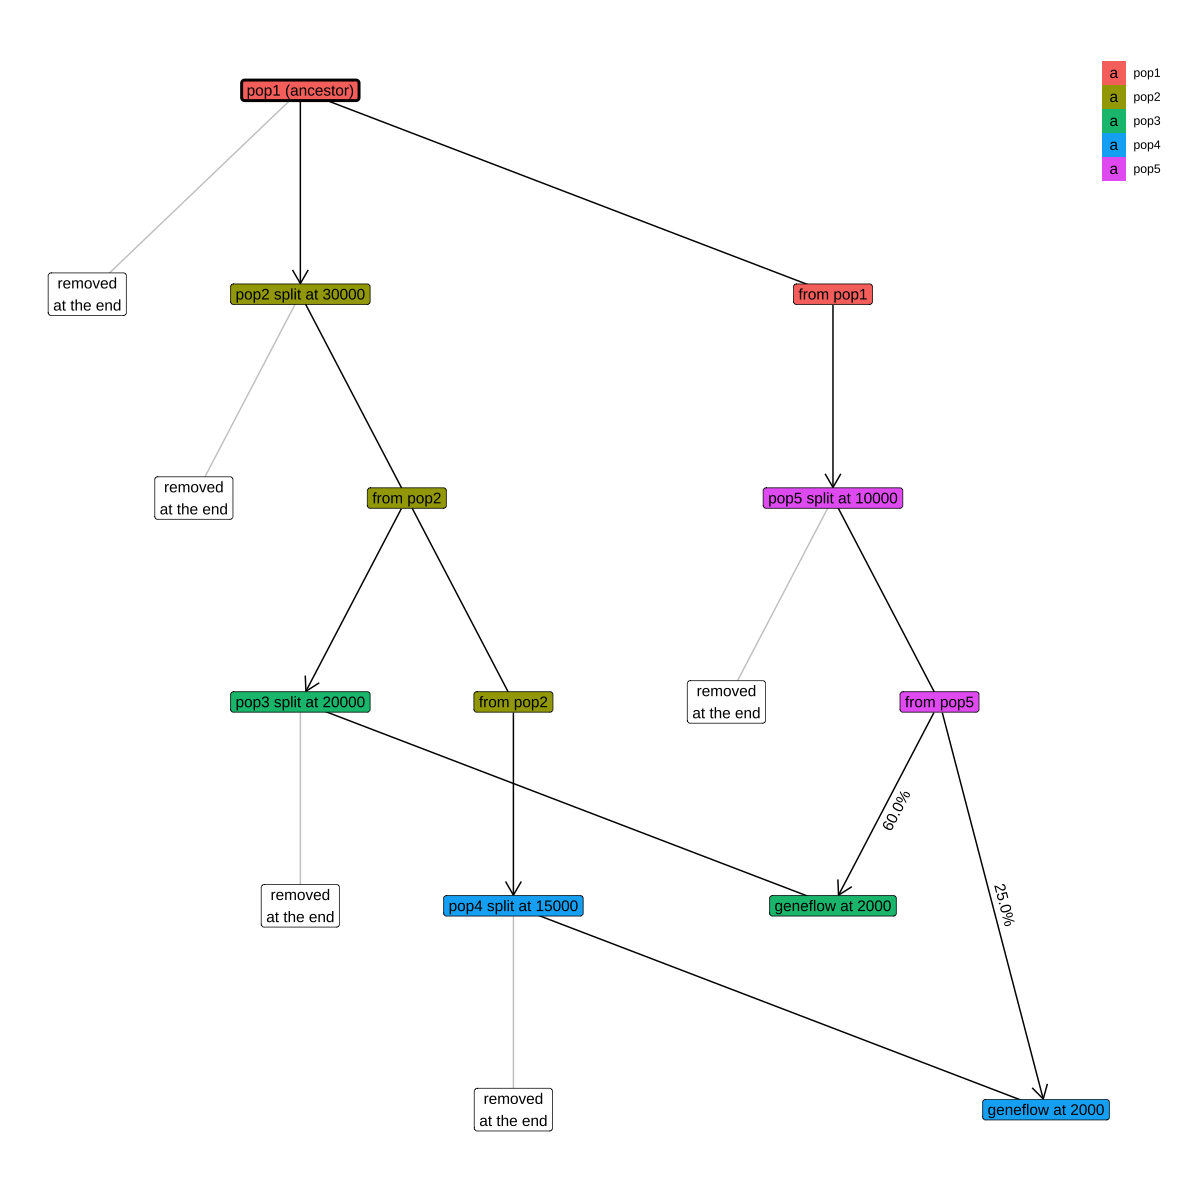 pop1 (ancestor)
a pop1
a pop2
a pop3
a pop4
a pop5
removed
at the end
pop2 split at 30000
from pop1
removed
at the end
from pop2
pop5 split at 10000
pop3 split at 20000
from pop2
removed
at the end
from pop5
60.0%
25.0%
removed
at the end
pop4 split at 15000
geneflow at 2000
removed
at the end
geneflow at 2000